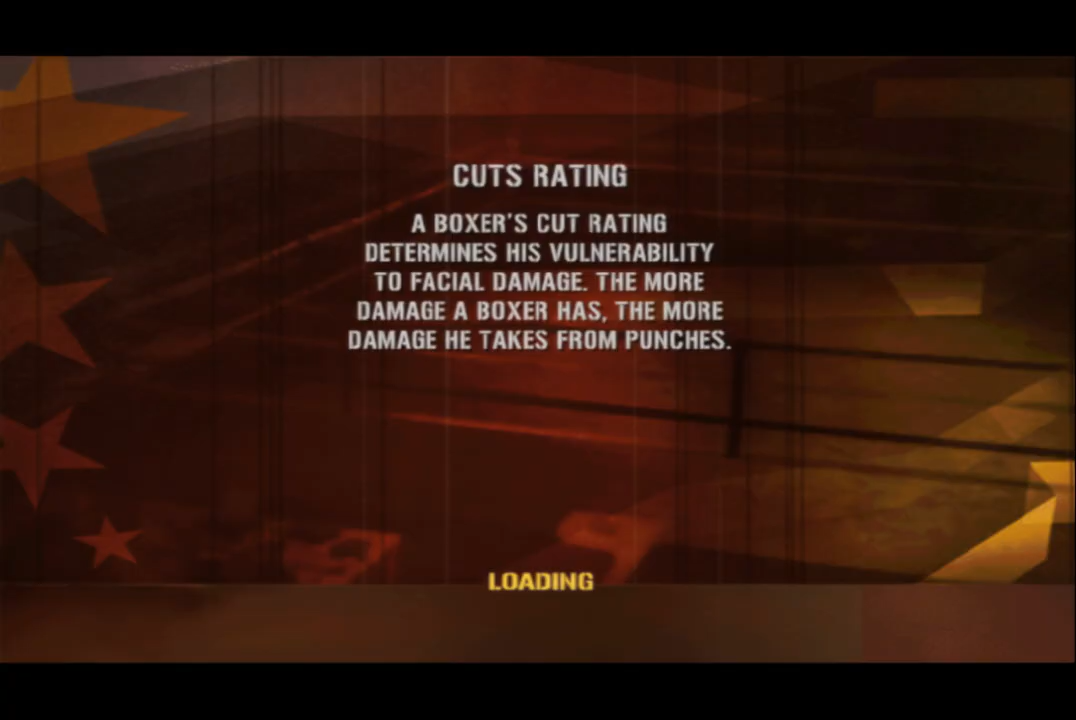 CUTS RATING
A BOXER'S CUT RATING
DETERMINES HIS VULNERABILITY
TO FACIAL DAMAGE. THE MORE
DAMAGE A BOXER HAS, THE MORE
DAMAGE HE TAKES FROM PUNCHES.
LOADING